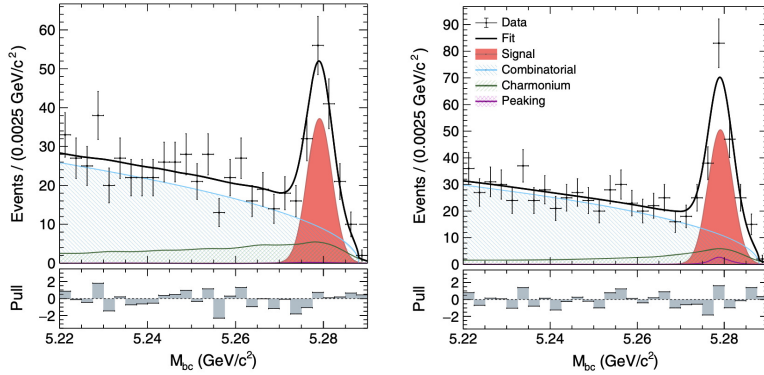 Events / (0.0025 GeV/c²)
60
50
40
30
20
10
0
Pull
2
0
−2
5.22
5.24
5.26
5.28
M_bc (GeV/c²)
Events / (0.0025 GeV/c²)
90
80
70
60
50
40
30
20
10
0
Data
Fit
Signal
Combinatorial
Charmonium
Peaking
Pull
2
0
−2
5.22
5.24
5.26
5.28
M_bc (GeV/c²)